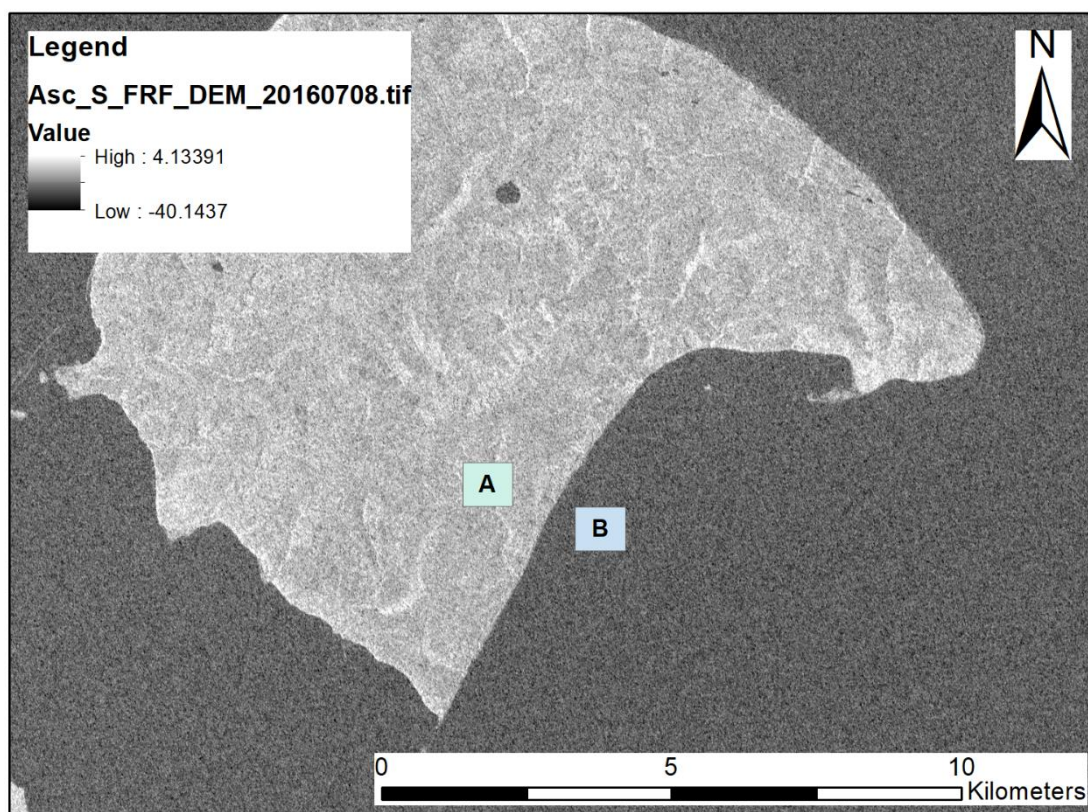 Legend
Asc_S_FRF_DEM_20160708.tif
Value
High : 4.13391
Low : -40.1437
N
A
B
0 5 10
Kilometers